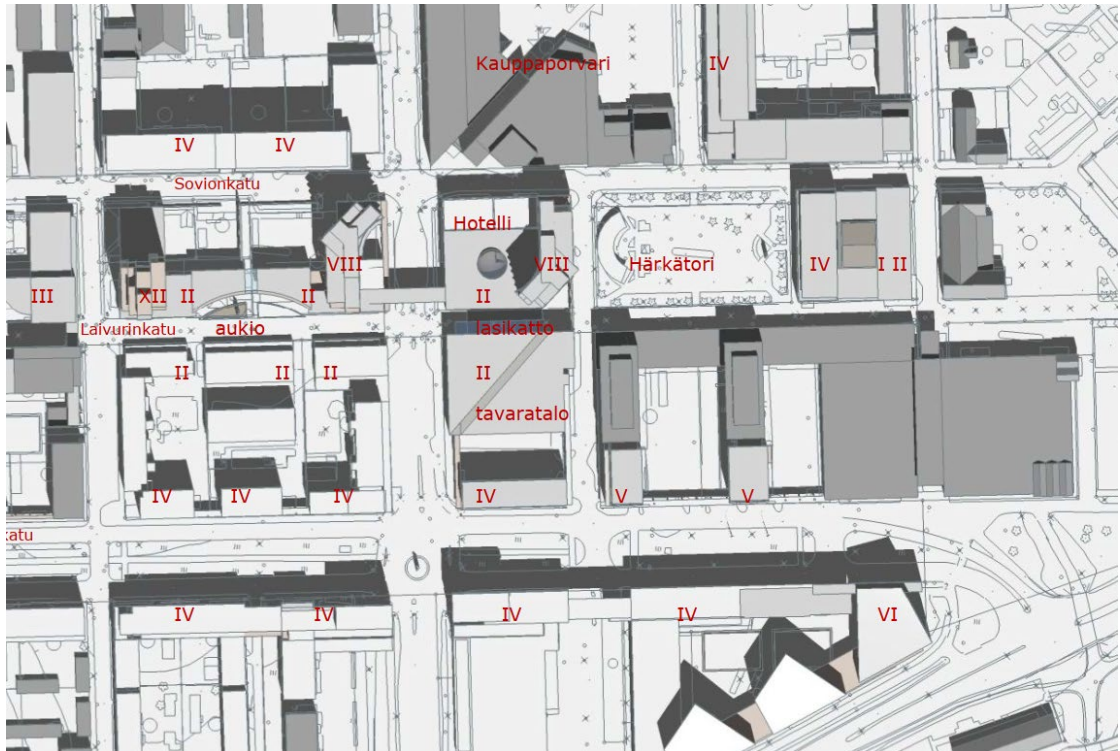 Kauppaporvari
IV
IV
IV
Sovionkatu
Hotelli
VIII
VIII
Härkätori
IV
I II
III
XII
II
II
II
Laivurinkatu
aukio
lasikatto
II
II
II
II
tavaratalo
IV
IV
IV
IV
V
V
katu
IV
IV
IV
IV
VI